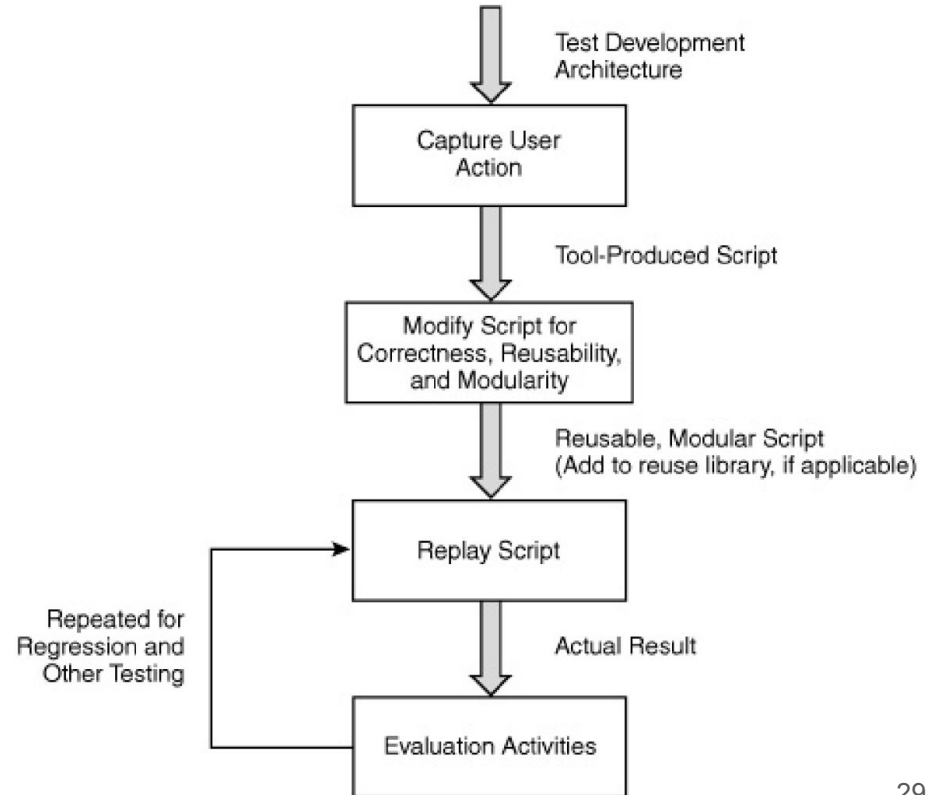 Test Development
Architecture
Capture User
Action
Tool-Produced Script
Modify Script for
Correctness, Reusability,
and Modularity
Reusable, Modular Script
(Add to reuse library, if applicable)
Replay Script
Repeated for
Regression and
Other Testing
Actual Result
Evaluation Activities
29